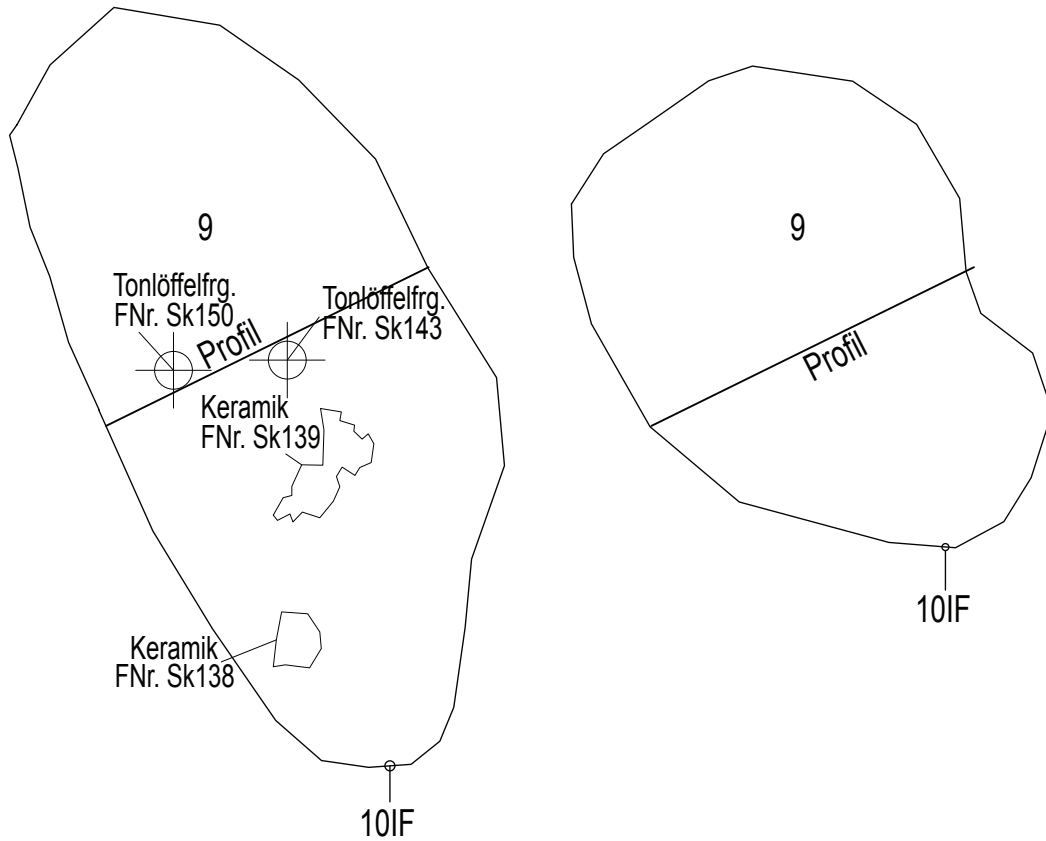 9
Tonlöffelfrg.
FNr. Sk150
Profil
Tonlöffelfrg.
FNr. Sk143
Keramik
FNr. Sk139
Keramik
FNr. Sk138
10IF
9
Profil
10IF